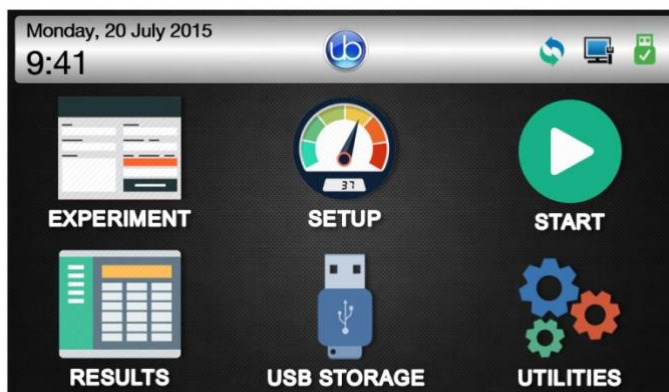 Monday, 20 July 2015
9:41
ub
EXPERIMENT
SETUP
37
START
RESULTS
USB STORAGE
UTILITIES